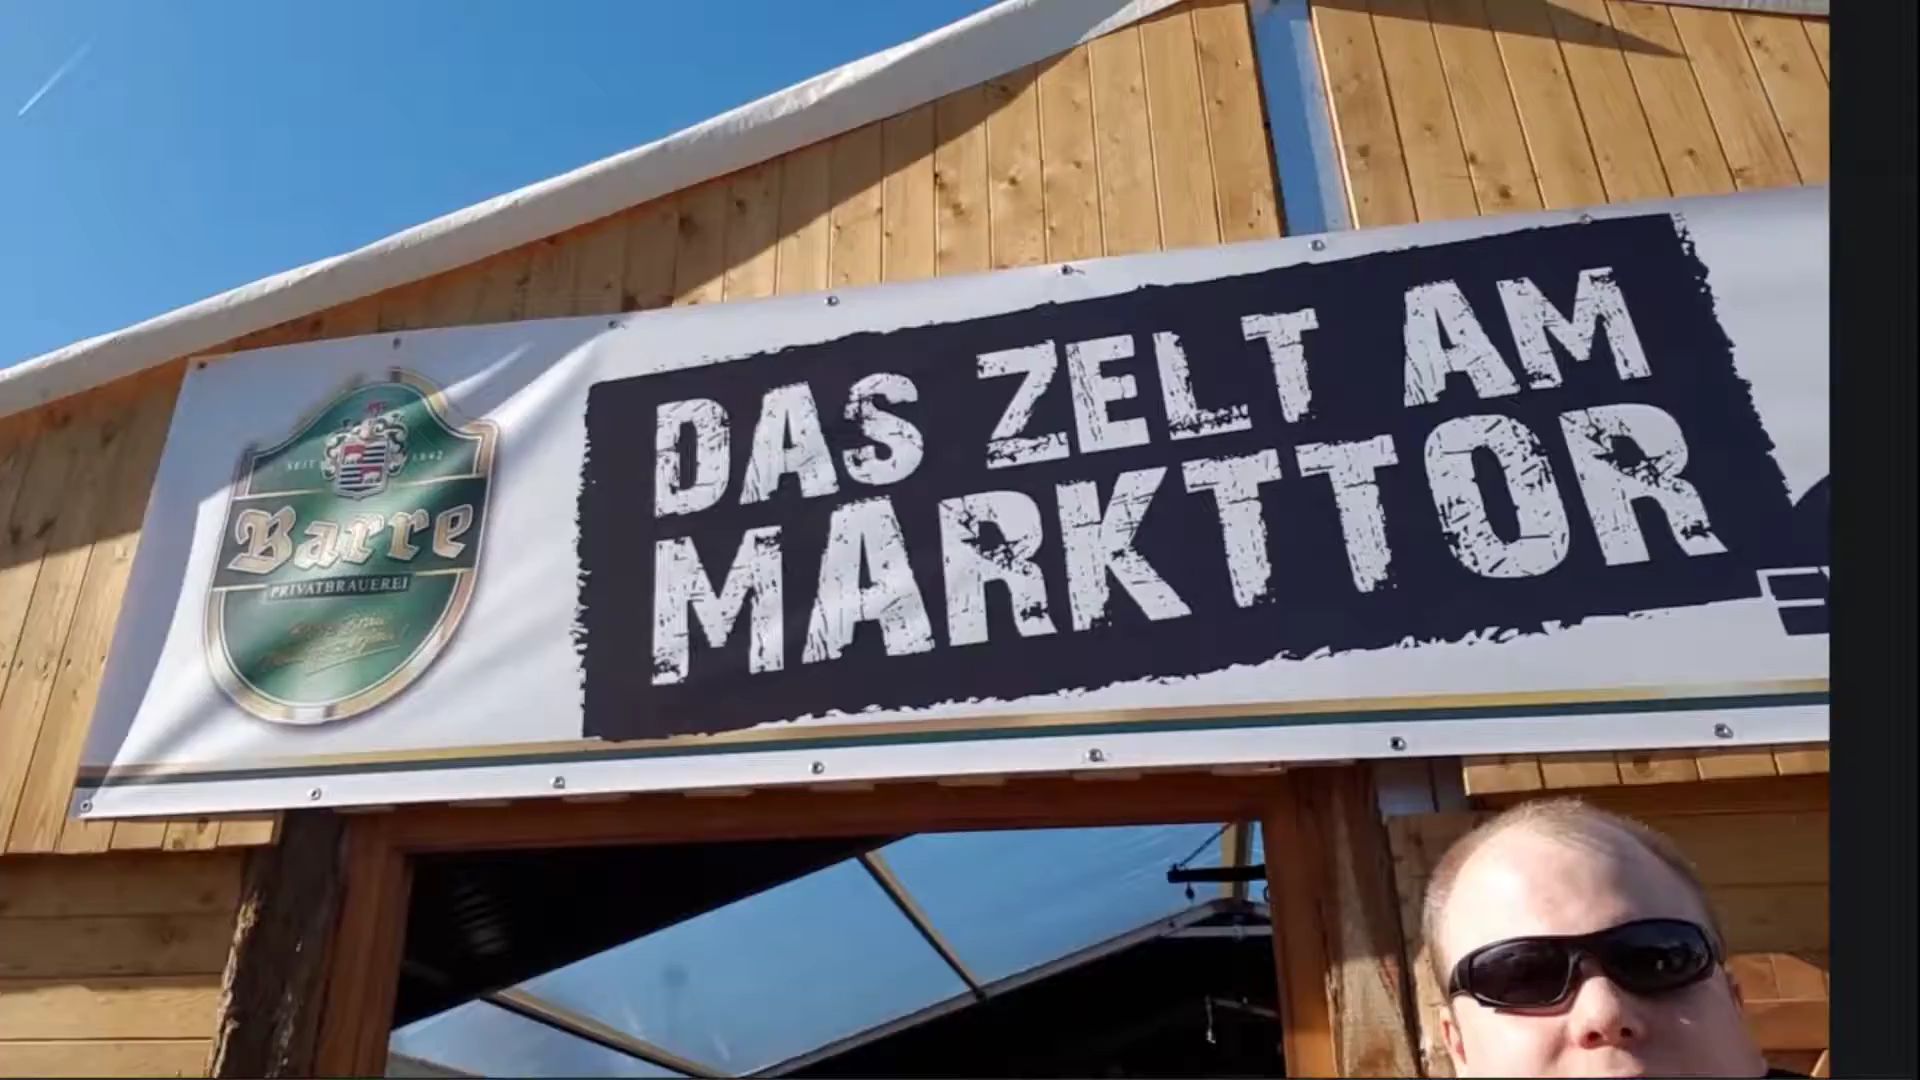 SEIT 1842
Barre
PRIVATBRAUEREI
DAS ZELT AM
MARKTTOR